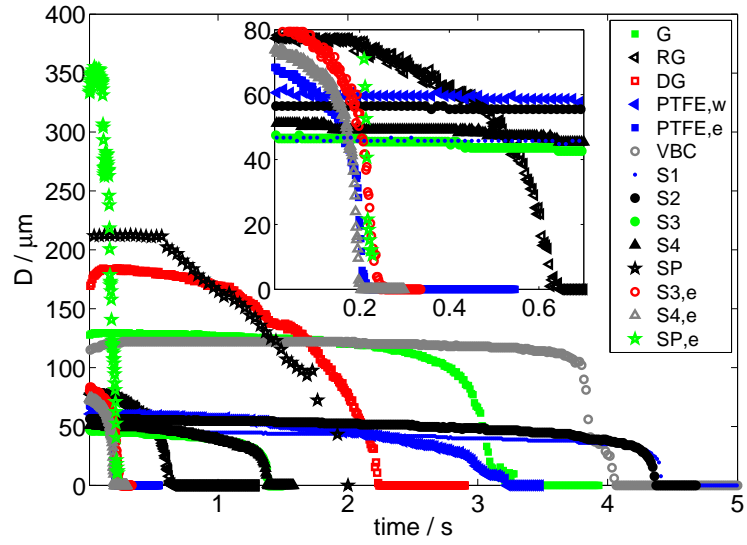 400
350
300
250
200
150
100
50
0
D / μm
0
1
2
3
4
5
time / s
80
60
40
20
0
0.2
0.4
0.6
G
RG
DG
PTFE,w
PTFE,e
VBC
S1
S2
S3
S4
SP
S3,e
S4,e
SP,e